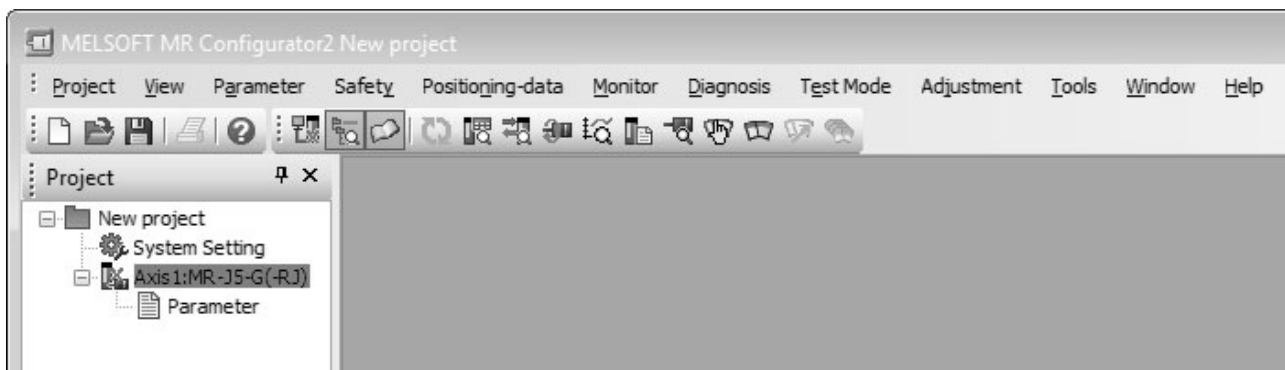 MELSOFT MR Configurator2 New project
Project View Parameter Safety Positioning-data Monitor Diagnosis Test Mode Adjustment Tools Window Help
Project
New project
System Setting
Axis1:MR-J5-G(-RJ)
Parameter